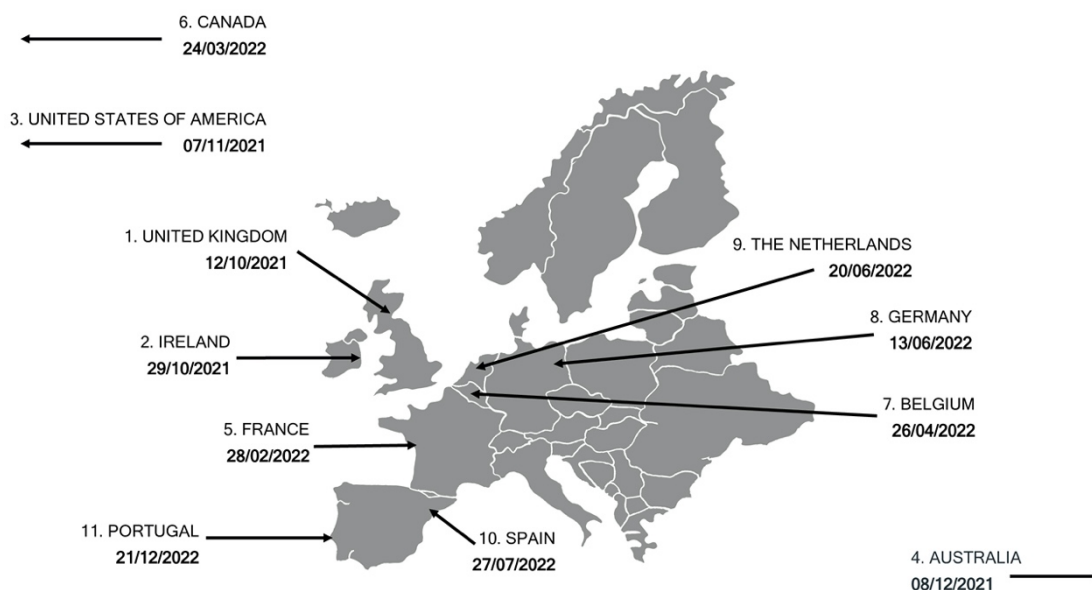 6. CANADA
24/03/2022
3. UNITED STATES OF AMERICA
07/11/2021
1. UNITED KINGDOM
12/10/2021
9. THE NETHERLANDS
20/06/2022
2. IRELAND
29/10/2021
8. GERMANY
13/06/2022
7. BELGIUM
26/04/2022
5. FRANCE
28/02/2022
11. PORTUGAL
21/12/2022
10. SPAIN
27/07/2022
4. AUSTRALIA
08/12/2021